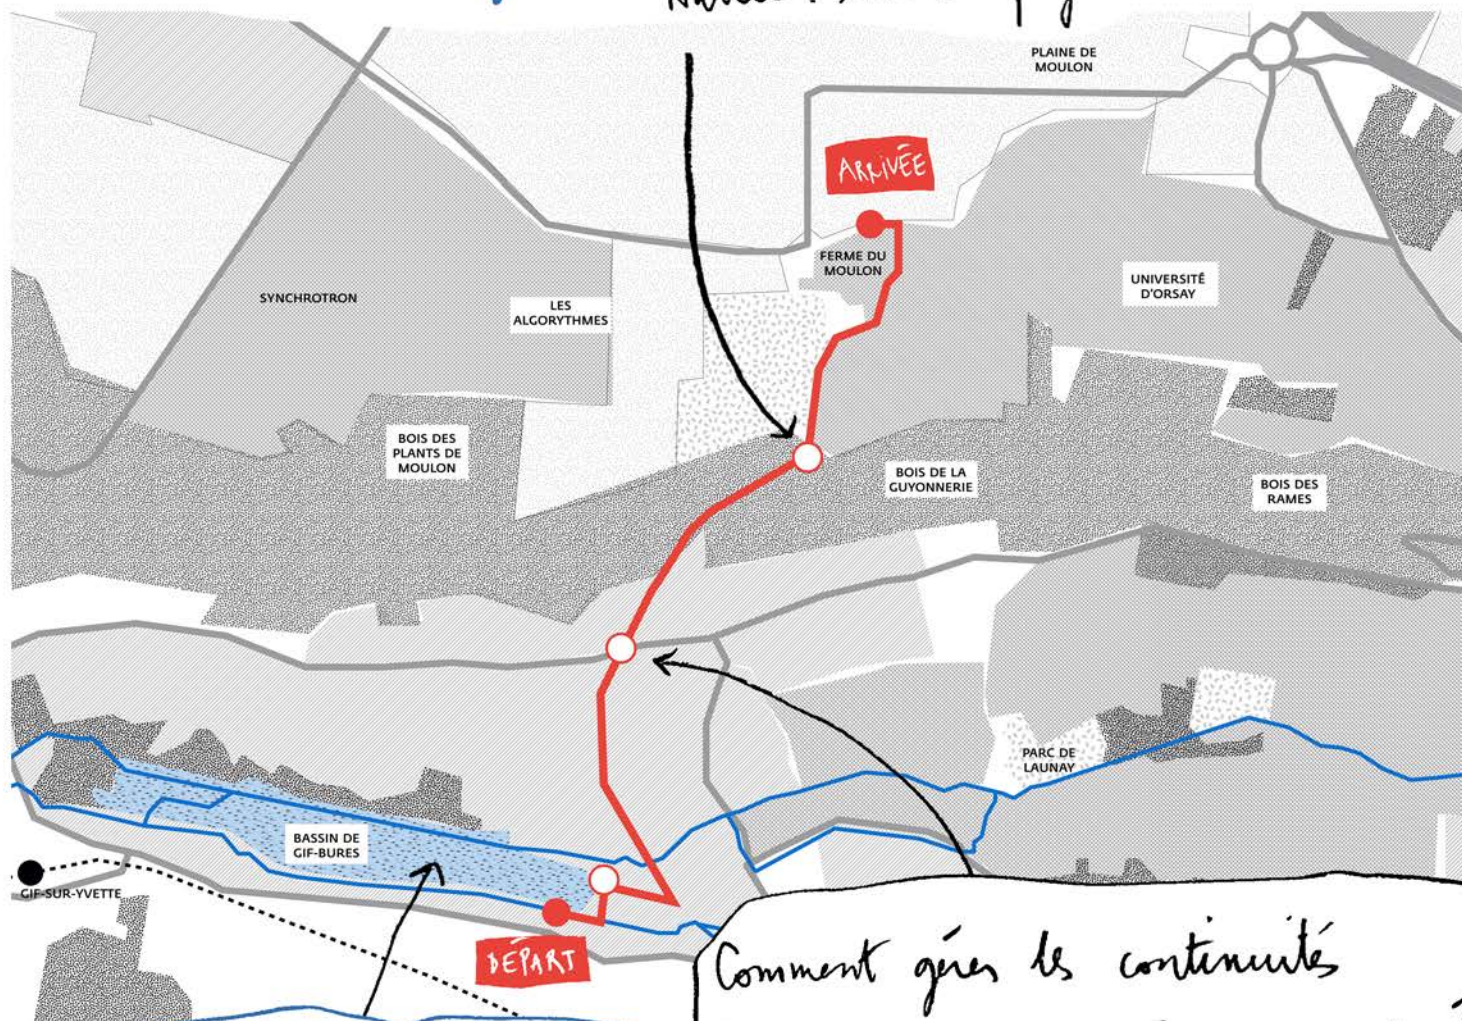 PLAINE DE
MOULON
ARRIVÉE
FERME DU
MOULON
UNIVERSITÉ
D'ORSAY
SYNCHROTRON
LES
ALGORYTHMES
BOIS DES
PLANTS DE
MOULON
BOIS DE LA
GUYONNERIE
BOIS DES
RAMES
PARC DE
LAUNAY
BASSIN DE
GIF-BURES
GIF-SUR-YVETTE
DÉPART
Comment gérer les continuités